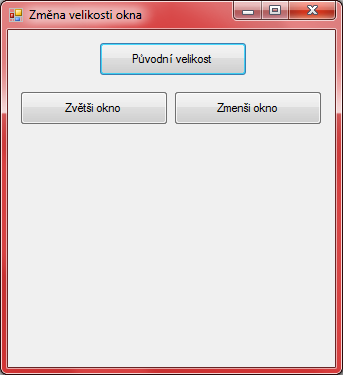 Změna velikosti okna
Původní velikost
Zvětši okno
Zmenši okno